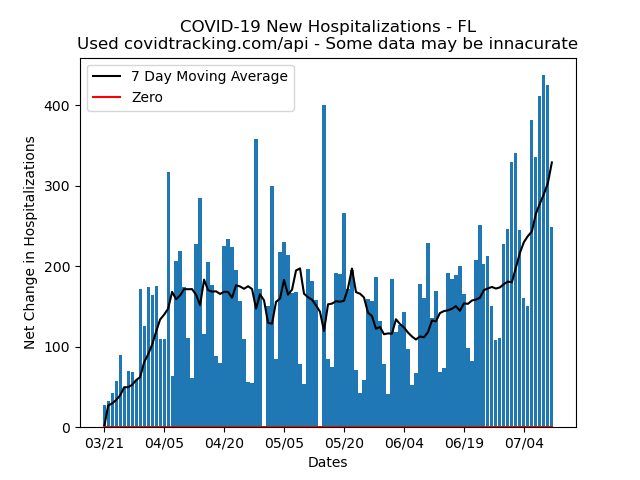 COVID-19 New Hospitalizations - FL
Used covidtracking.com/api - Some data may be innacurate
7 Day Moving Average
Zero
400
300
200
100
0
Net Change in Hospitalizations
03/21 04/05 04/20 05/05 05/20 06/04 06/19 07/04
Dates